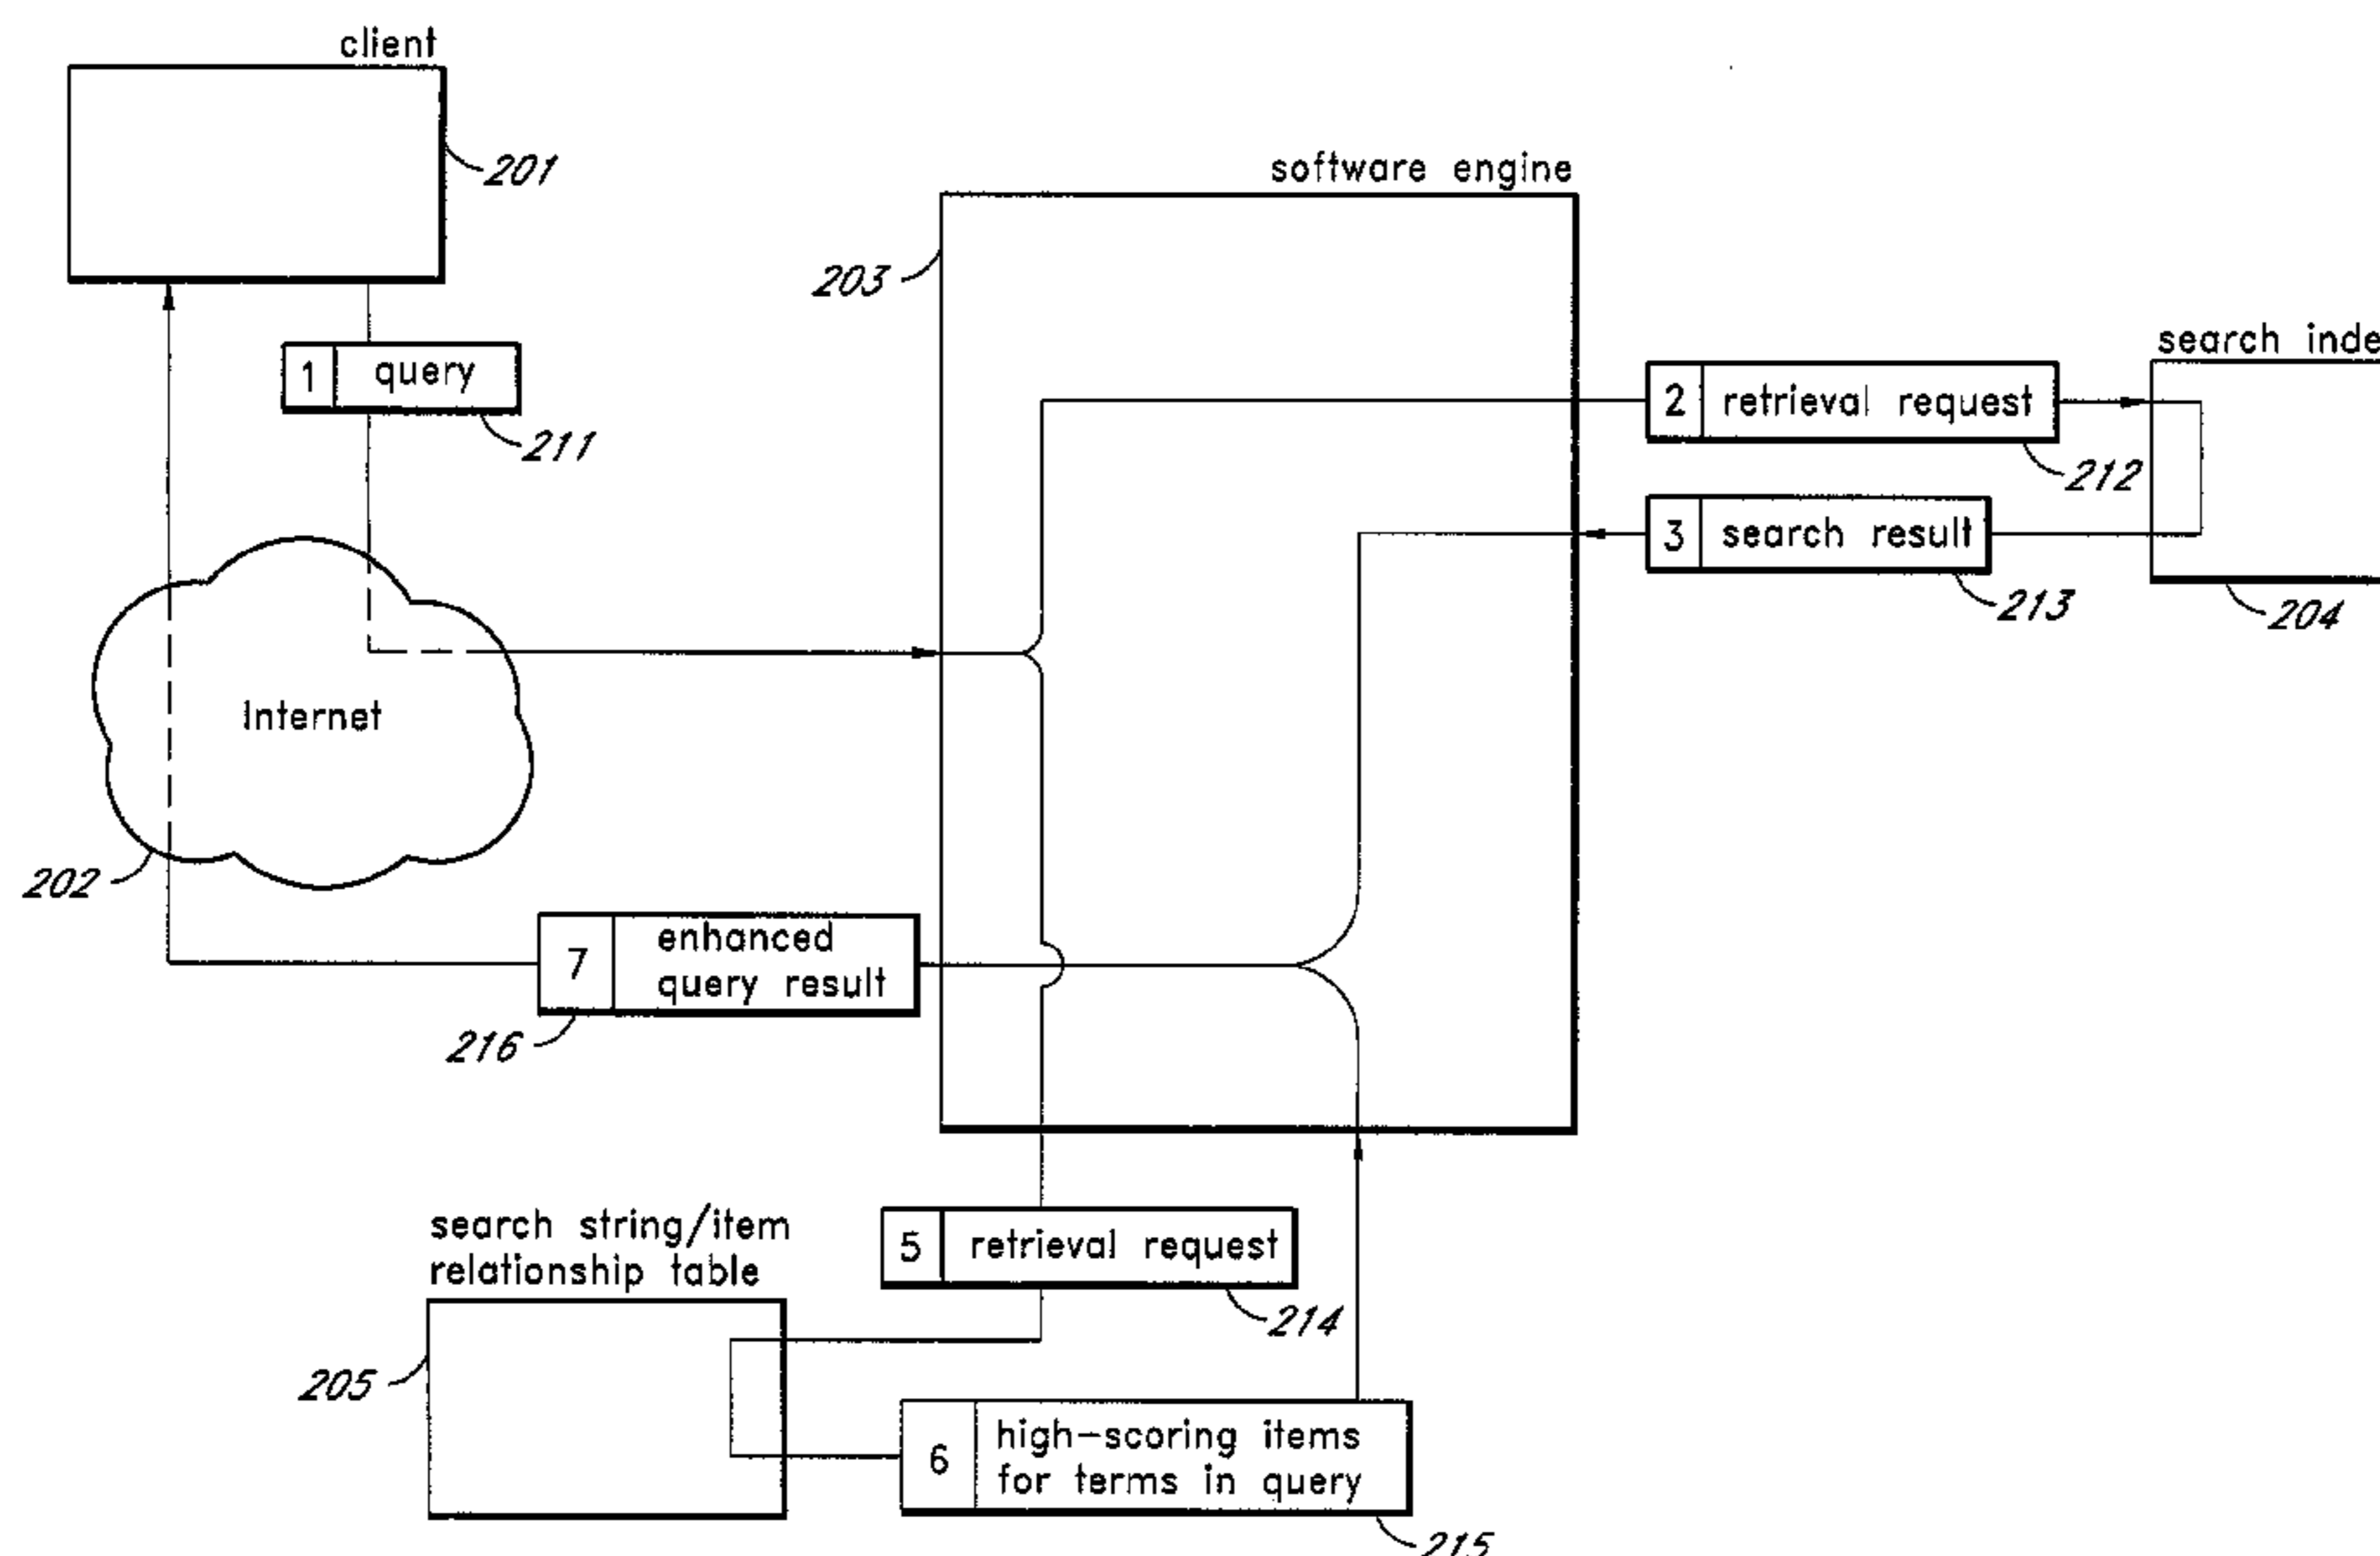 client
201
software engine
203
1 query
211
search inde
2 retrieval request
212
3 search result
213
204
Internet
202
7 enhanced
query result
216
search string/item
relationship table
5 retrieval request
214
205
6 high-scoring items
for terms in query
215